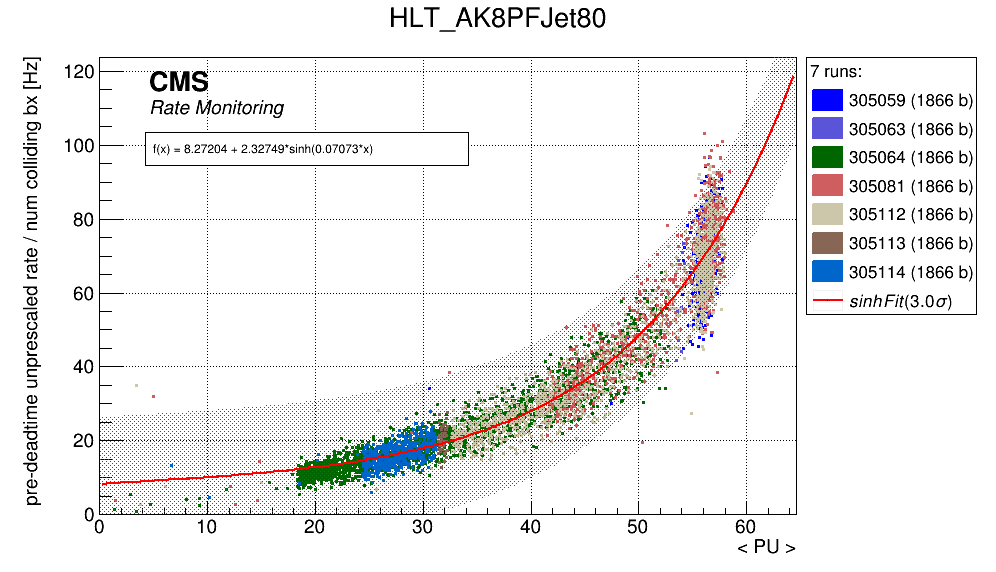 HLT_AK8PFJet80
pre-deadtime unprescaled rate / num colliding bx [Hz]
CMS
Rate Monitoring
f(x) = 8.27204 + 2.32749*sinh(0.07073*x)
120
100
80
60
40
20
0
0 10 20 30 40 50 60
< PU >
7 runs:
305059 (1866 b)
305063 (1866 b)
305064 (1866 b)
305081 (1866 b)
305112 (1866 b)
305113 (1866 b)
305114 (1866 b)
sinhFit(3.0σ)